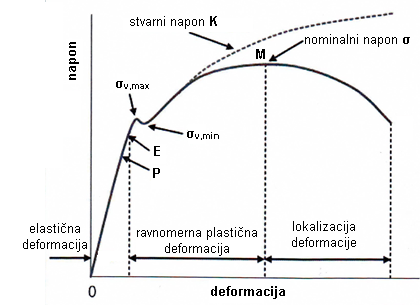 stvarni napon K
M
nominalni napon σ
napon
σv,max
σv,min
E
P
elastična
deformacija
ravnomerna plastična
deformacija
lokalizacija
deformacije
0
deformacija